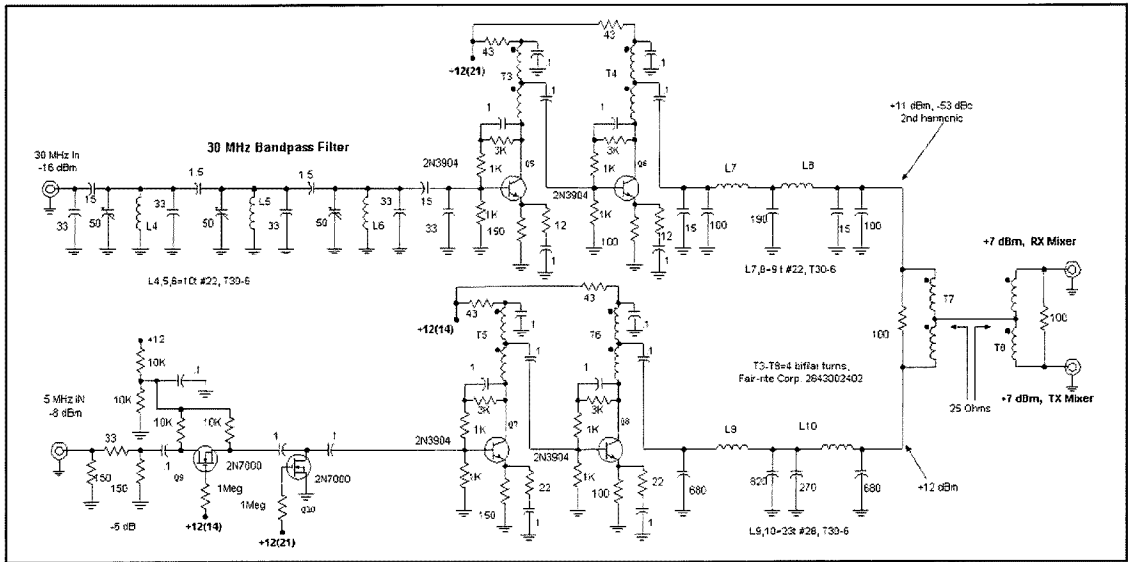 43
43
.1
.1
+12(21)
T3
T4
.1
.1
+11 dBm, -53 dBc
2nd harmonic
.1
.1
30 MHz Bandpass Filter
3K
3K
30 MHz In
-16 dBm
1.5
1.5
2N3904
1K
Q5
1K
Q6
L7
L8
15
15
2N3904
33
50
L4
33
50
L5
33
50
L6
33
33
1K
150
12
.1
1K
100
12
.1
15
100
190
15
100
+7 dBm, RX Mixer
L4,5,6=10t #22, T30-6
L7,8=9t #22, T30-6
43
43
+12(14)
T5
.1
T6
.1
100
T7
T8
100
+12
10K
.1
.1
.1
T3-T8=4 bifilar turns,
Fair-rite Corp. 2843002402
.1
.1
5 MHz IN
-8 dBm
10K
3K
3K
25 Ohms
+7 dBm, TX Mixer
10K
10K
1K
1K
33
.1
.1
2N3904
Q7
2N3904
Q8
L9
L10
150
150
Q9
2N7000
2N7000
1K
22
1K
22
680
820
270
680
+12 dBm
1Meg
1Meg
Q10
150
.1
100
.1
-5 dB
+12(14)
+12(21)
L9,10=23t #28, T30-6